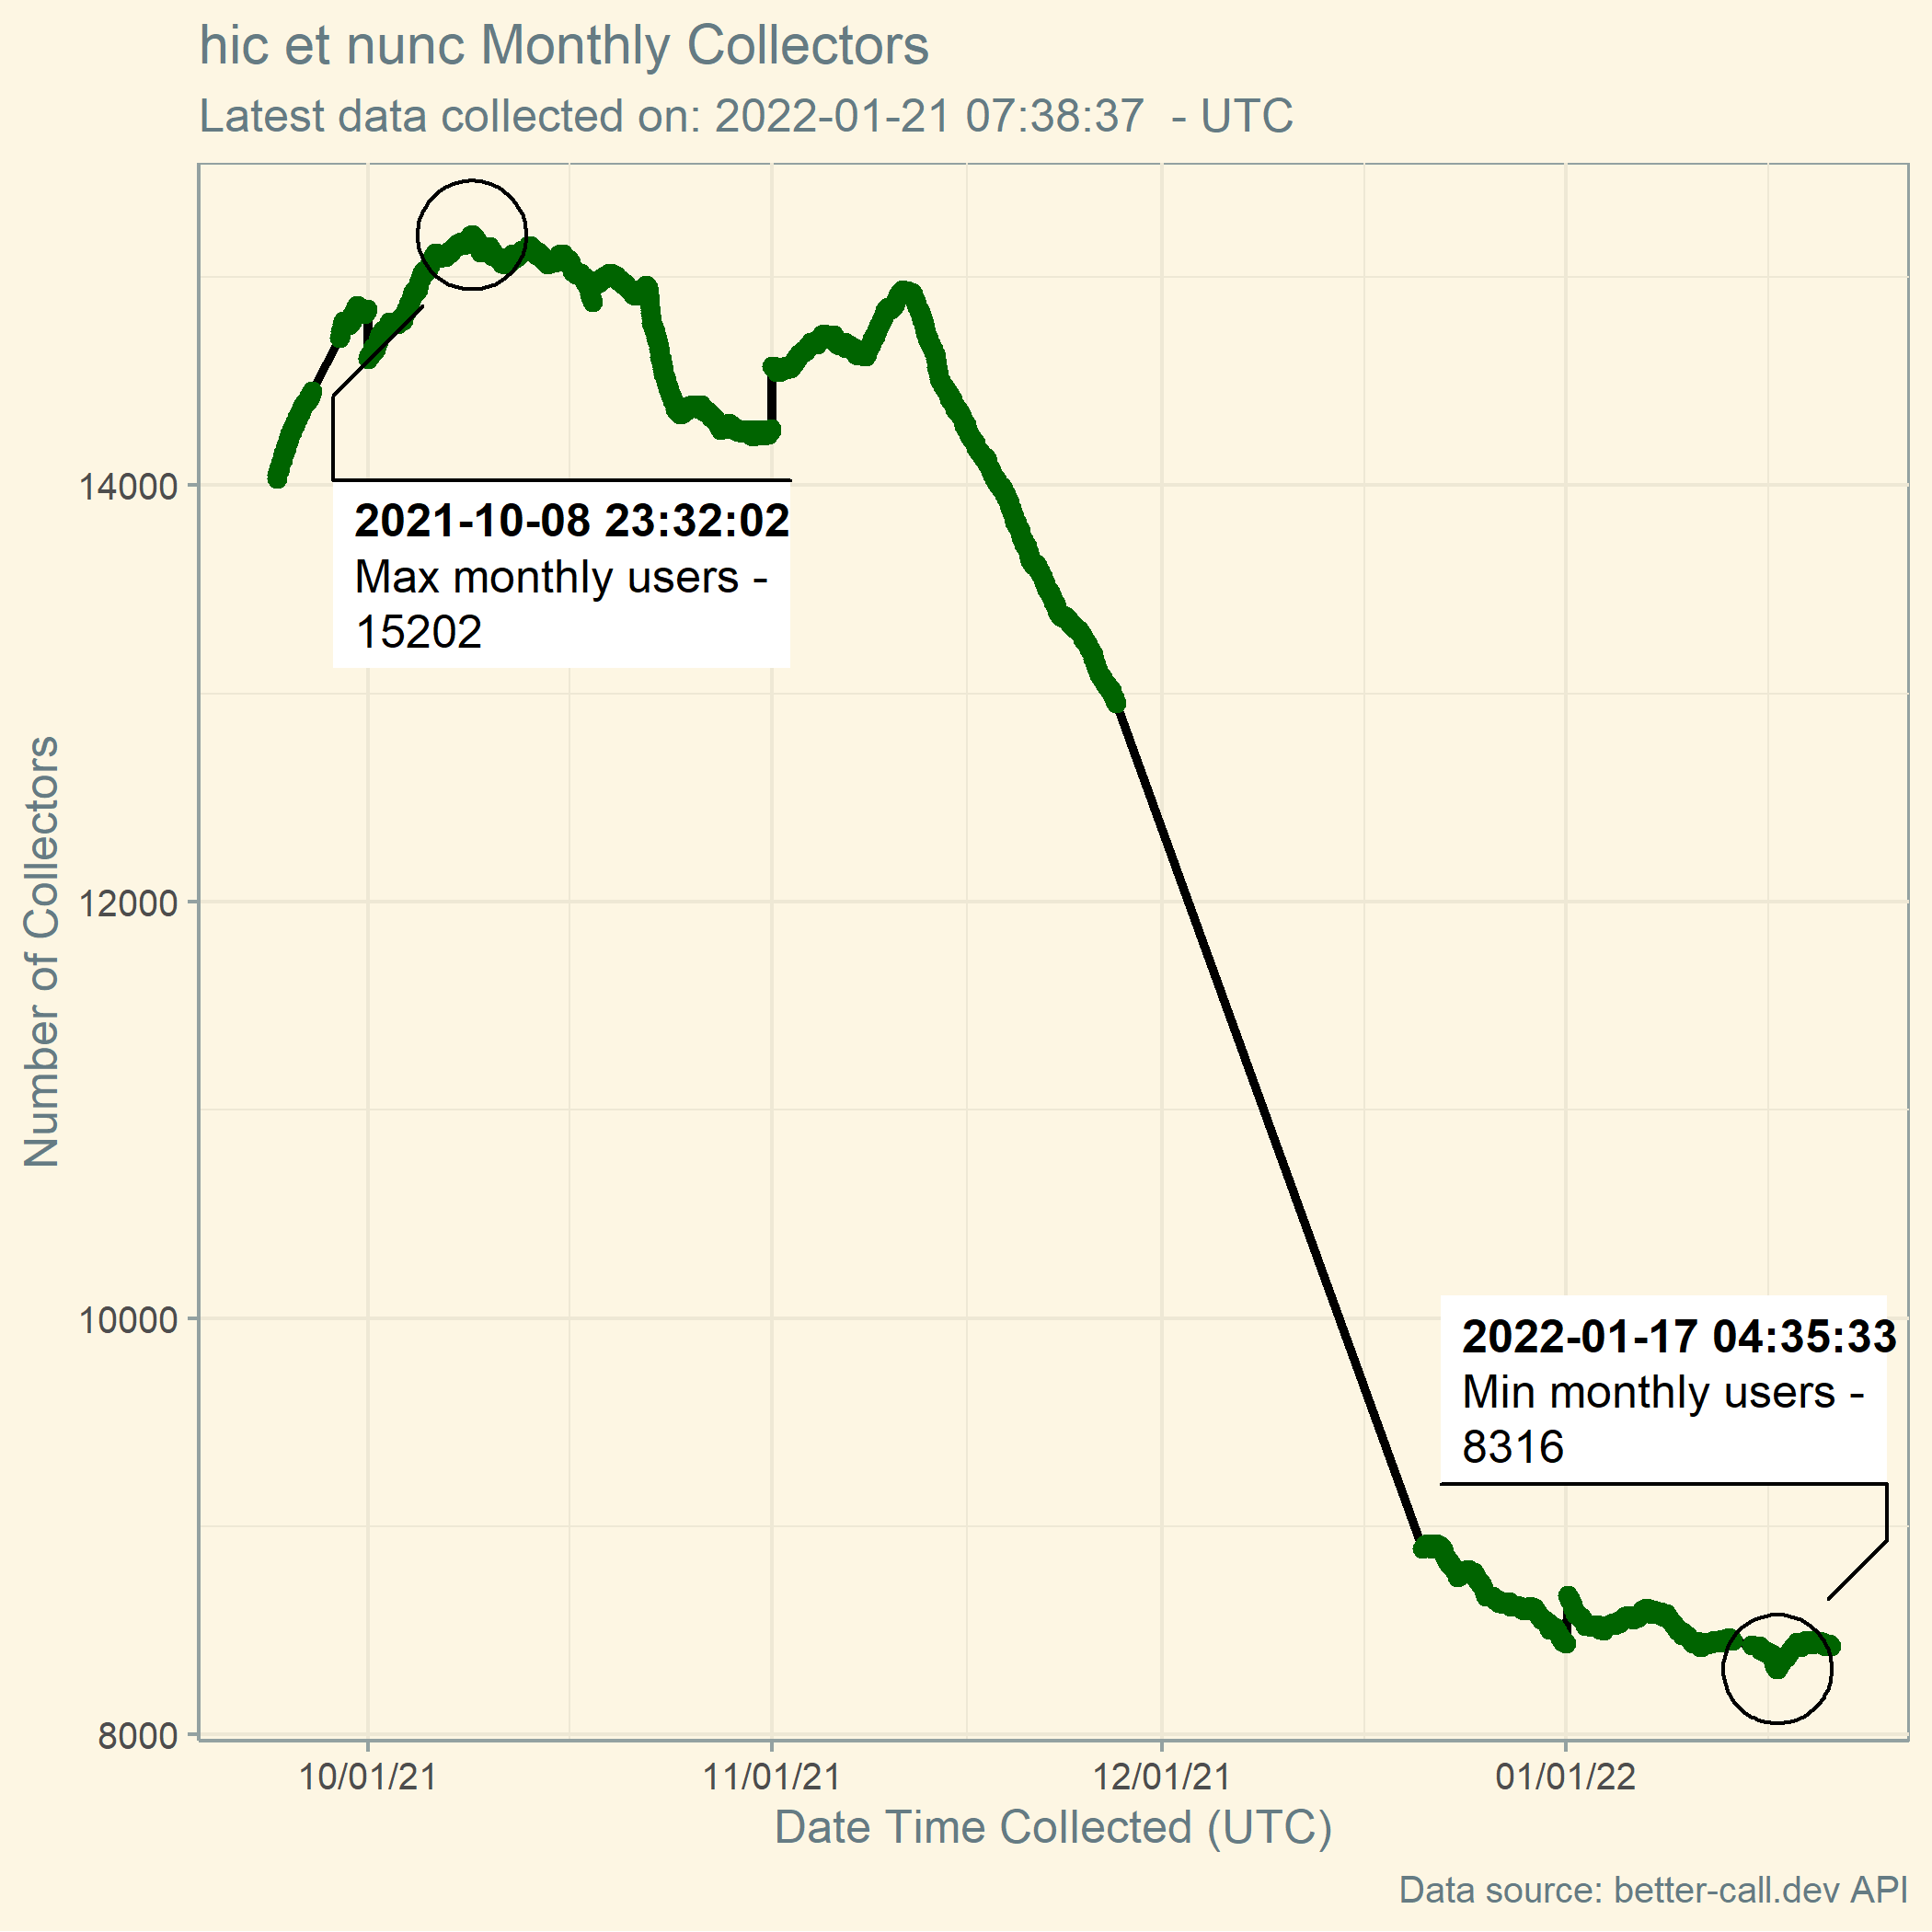 hic et nunc Monthly Collectors
Latest data collected on: 2022-01-21 07:38:37  - UTC
Number of Collectors
14000
12000
10000
8000
2021-10-08 23:32:02
Max monthly users -
15202
2022-01-17 04:35:33
Min monthly users -
8316
10/01/21
11/01/21
12/01/21
01/01/22
Date Time Collected (UTC)
Data source: better-call.dev API